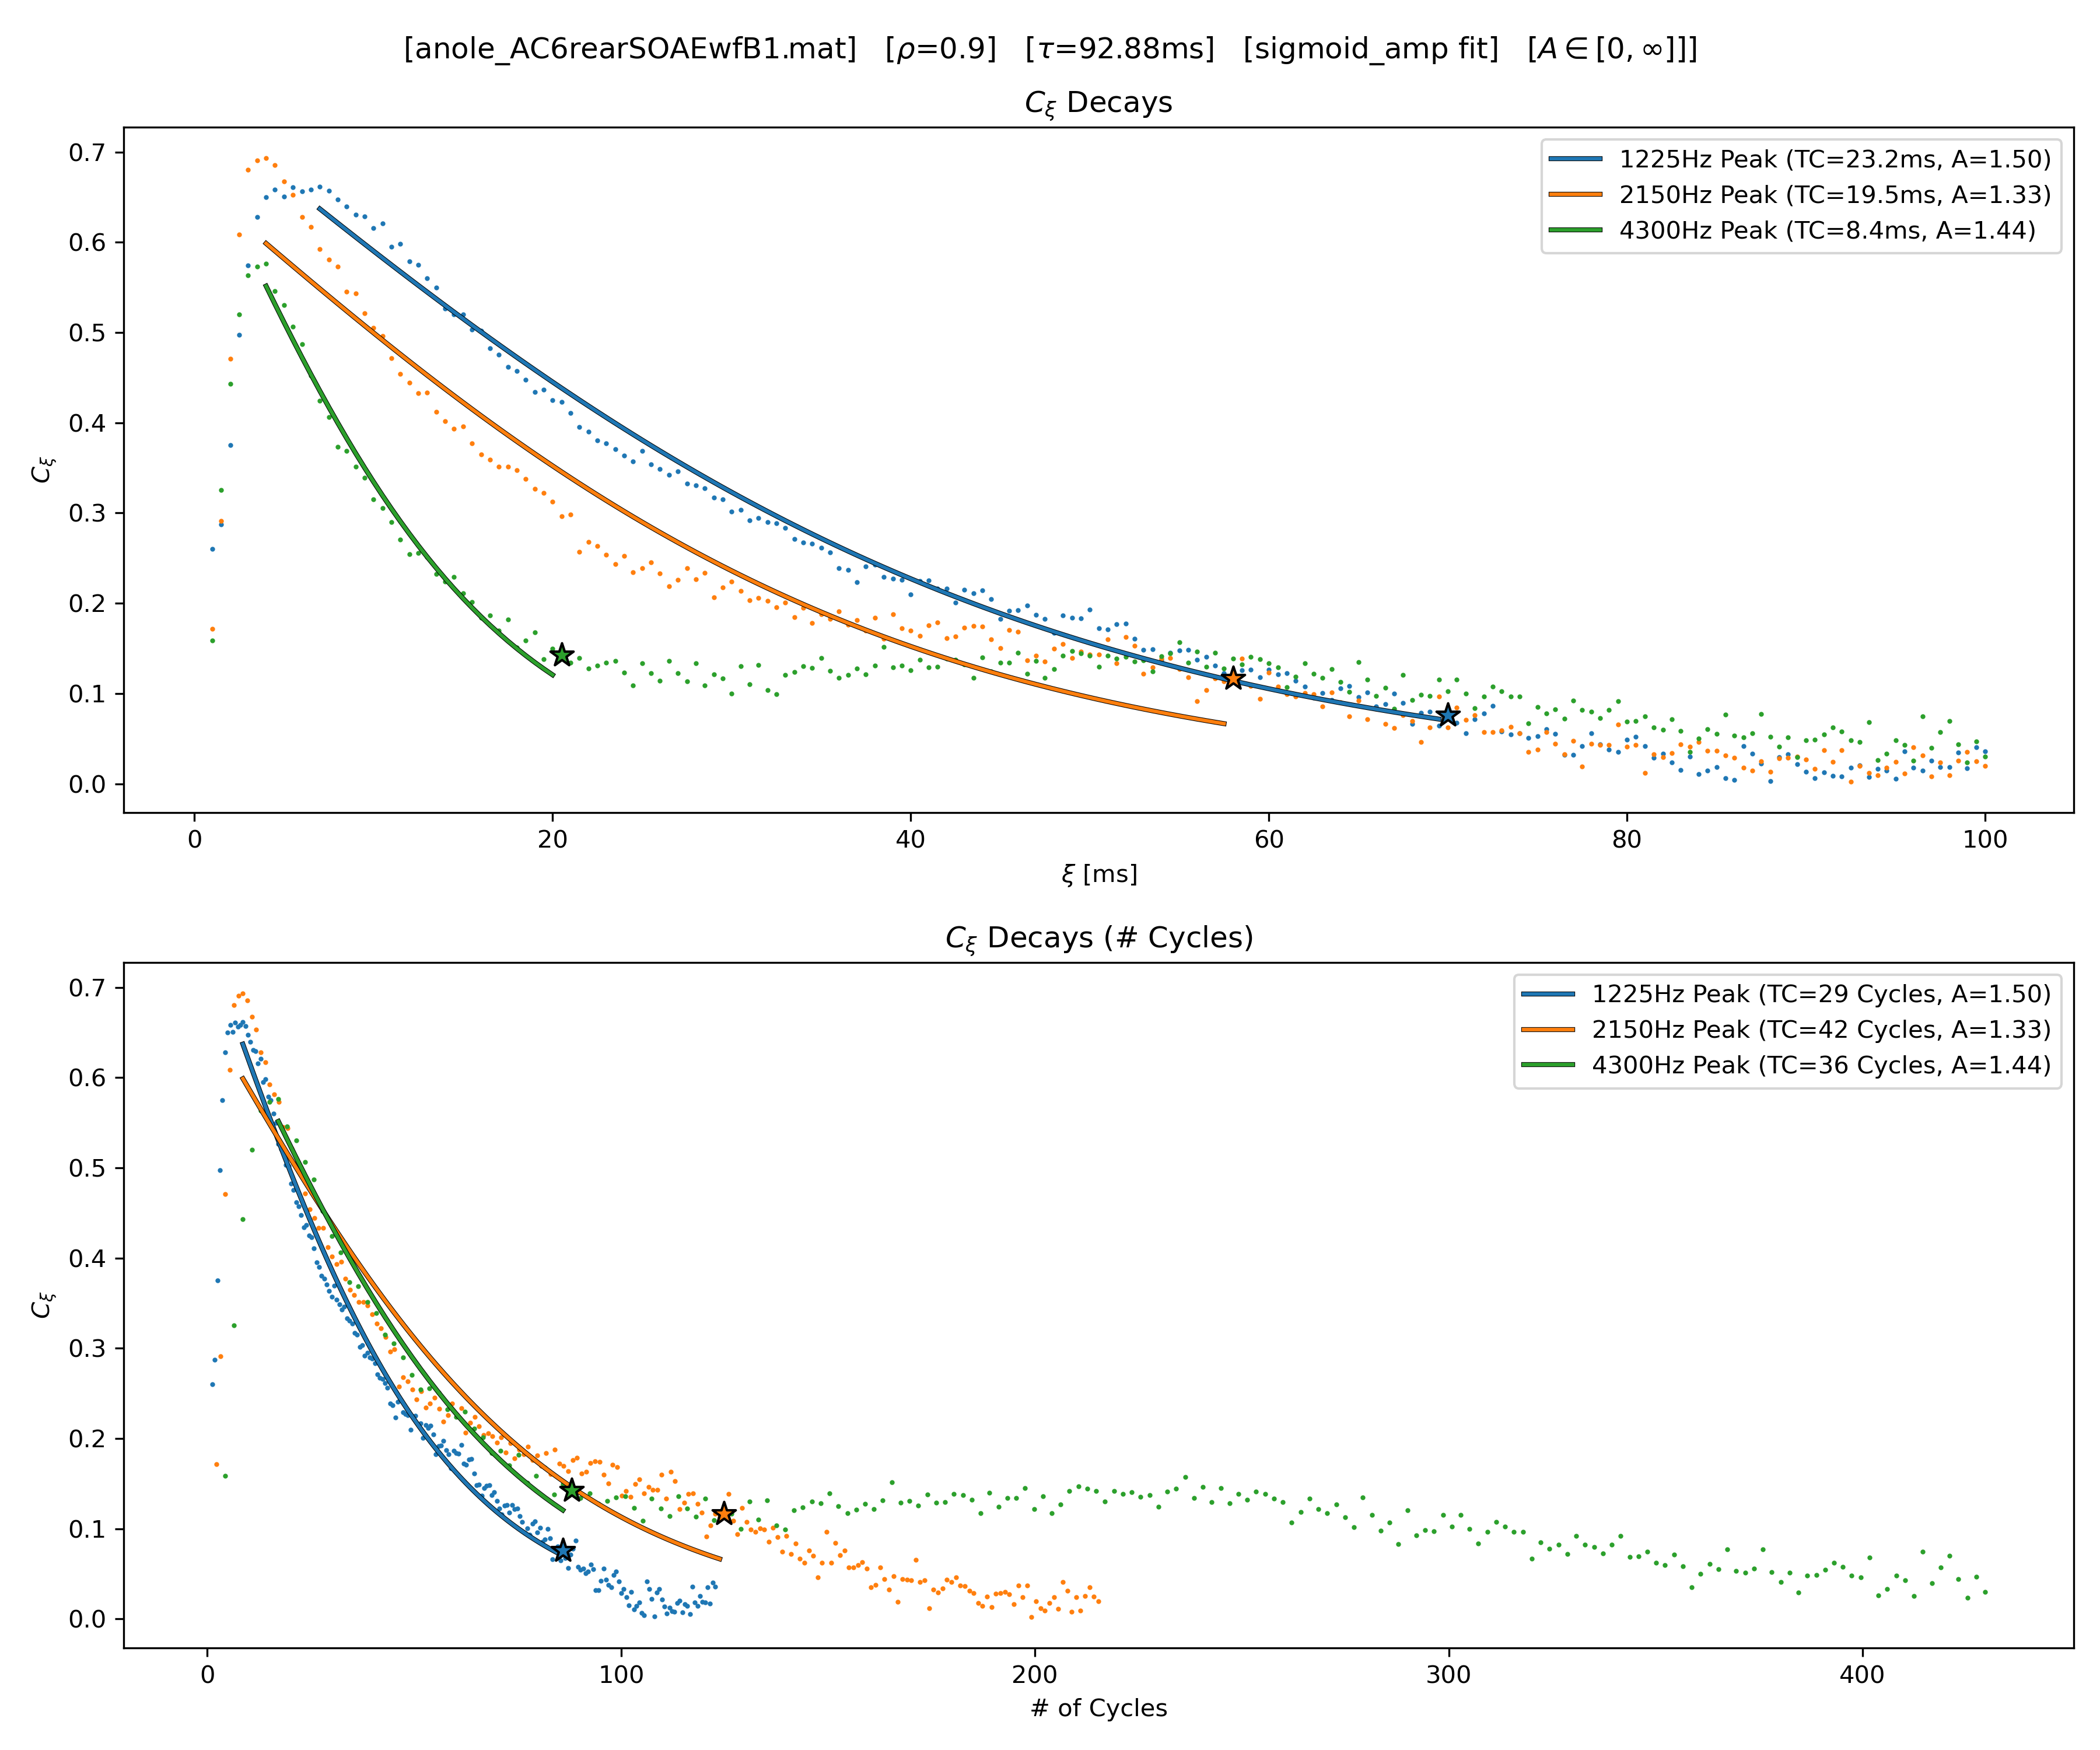 [anole_AC6rearSOAEwfB1.mat] [ρ=0.9] [τ=92.88ms] [sigmoid_amp fit] [A ∈ [0, ∞]]]
C_ξ Decays
0.7
0.6
0.5
0.4
0.3
0.2
0.1
0.0
C_ξ
1225Hz Peak (TC=23.2ms, A=1.50)
2150Hz Peak (TC=19.5ms, A=1.33)
4300Hz Peak (TC=8.4ms, A=1.44)
0 20 40 60 80 100
ξ [ms]
C_ξ Decays (# Cycles)
0.7
0.6
0.5
0.4
0.3
0.2
0.1
0.0
C_ξ
1225Hz Peak (TC=29 Cycles, A=1.50)
2150Hz Peak (TC=42 Cycles, A=1.33)
4300Hz Peak (TC=36 Cycles, A=1.44)
0 100 200 300 400
# of Cycles